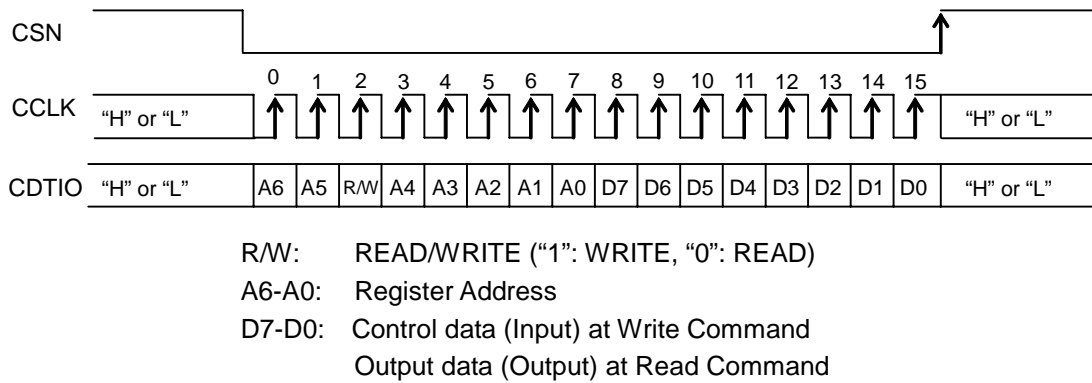 CSN
0 1 2 3 4 5 6 7 8 9 10 11 12 13 14 15
CCLK “H” or “L” “H” or “L”
CDTIO “H” or “L” A6 A5 R/W A4 A3 A2 A1 A0 D7 D6 D5 D4 D3 D2 D1 D0 “H” or “L”
R/W: READ/WRITE (“1”: WRITE, “0”: READ)
A6-A0: Register Address
D7-D0: Control data (Input) at Write Command
Output data (Output) at Read Command